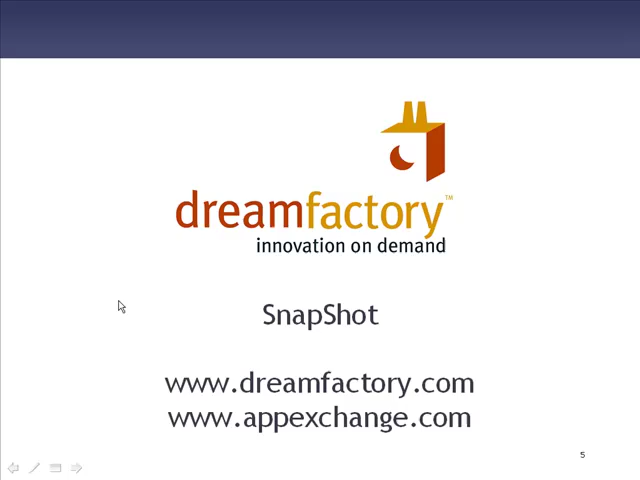 dreamfactory™
innovation on demand
SnapShot
www.dreamfactory.com
www.appexchange.com
5